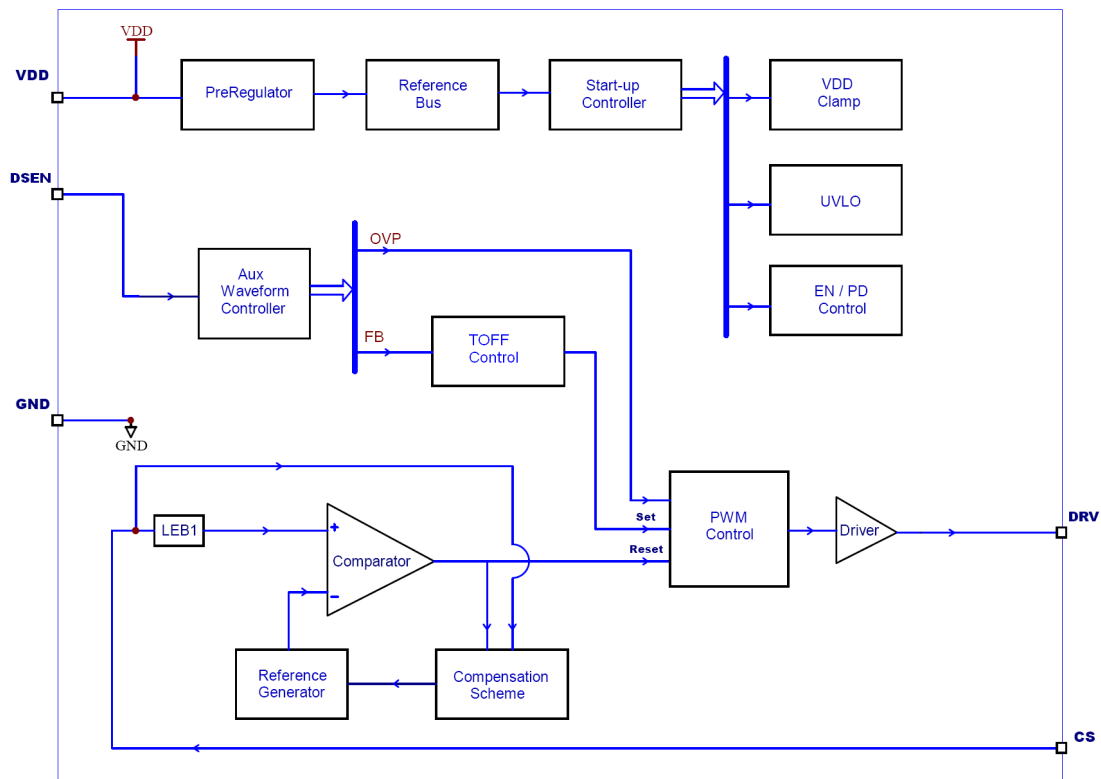 VDD
VDD
PreRegulator
Reference
Bus
Start-up
Controller
VDD
Clamp
DSEN
UVLO
OVP
Aux
Waveform
Controller
EN / PD
Control
FB
TOFF
Control
GND
GND
LEB1
+
Comparator
−
Set
Reset
PWM
Control
Driver
DRV
Reference
Generator
Compensation
Scheme
CS